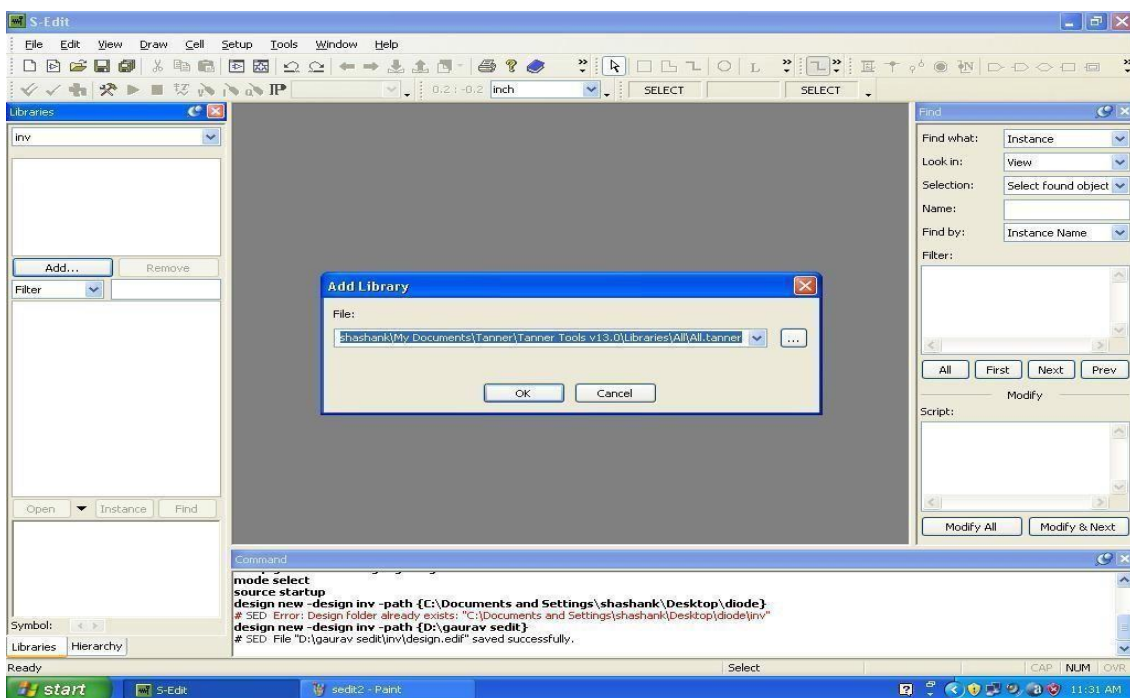 S-Edit
File Edit View Draw Cell Setup Tools Window Help
0.2 : -0.2 inch SELECT SELECT
Libraries
inv
Add... Remove
Filter
Open Instance Find
Symbol:
Libraries Hierarchy
Add Library
File:
shashank\My Documents\Tanner\Tanner Tools v13.0\Libraries\All\All.tanner
...
OK Cancel
Find
Find what: Instance
Look in: View
Selection: Select found object
Name:
Find by: Instance Name
Filter:
All First Next Prev
Modify
Script:
Modify All Modify & Next
Command
mode select
source startup
design new -design inv -path {C:\Documents and Settings\shashank\Desktop\diode}
# SED Error: Design folder already exists: "C:\Documents and Settings\shashank\Desktop\diode\inv"
design new -design inv -path {D:\gaurav sedit}
# SED File "D:\gaurav sedit\inv\design.edif" saved successfully.
Ready Select CAP NUM OVR
start S-Edit sedit2 - Paint 11:31 AM